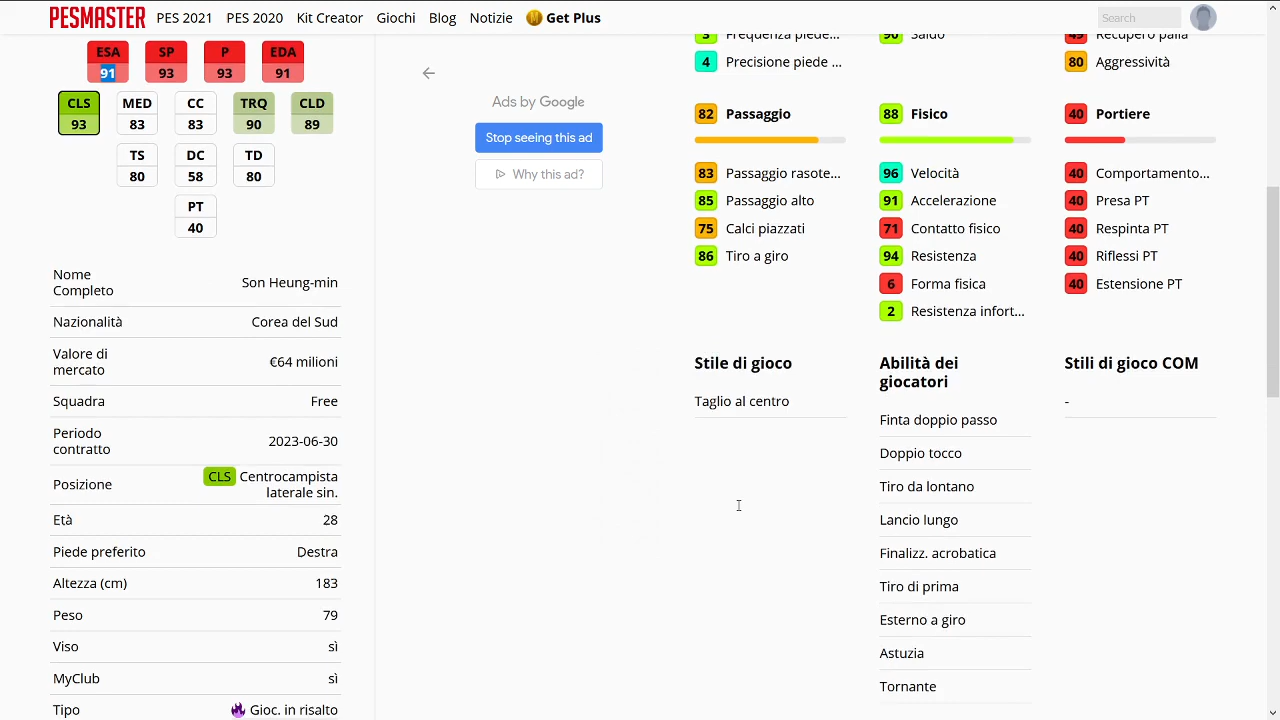 PESMASTER PES 2021 PES 2020 Kit Creator Giochi Blog Notizie Get Plus Search
ESA SP P EDA
91 93 93 91
CLS MED CC TRQ CLD
93 83 83 90 89
TS DC TD
80 58 80
PT
40
Nome
Completo
Son Heung-min
Nazionalità Corea del Sud
Valore di
mercato
€64 milioni
Squadra Free
Periodo
contratto
2023-06-30
Posizione
CLS Centrocampista
laterale sin.
Età 28
Piede preferito Destra
Altezza (cm) 183
Peso 79
Viso sì
MyClub sì
Tipo Gioc. in risalto
Ads by Google
Stop seeing this ad
Why this ad?
3 Frequenza piede...
4 Precisione piede ...
90 Saldo
49 Recupero palla
80 Aggressività
82 Passaggio
83 Passaggio rasote...
85 Passaggio alto
75 Calci piazzati
86 Tiro a giro
88 Fisico
96 Velocità
91 Accelerazione
71 Contatto fisico
94 Resistenza
6 Forma fisica
2 Resistenza infort...
40 Portiere
40 Comportamento...
40 Presa PT
40 Respinta PT
40 Riflessi PT
40 Estensione PT
Stile di gioco
Taglio al centro
Abilità dei
giocatori
Finta doppio passo
Doppio tocco
Tiro da lontano
Lancio lungo
Finalizz. acrobatica
Tiro di prima
Esterno a giro
Astuzia
Tornante
Stili di gioco COM
-